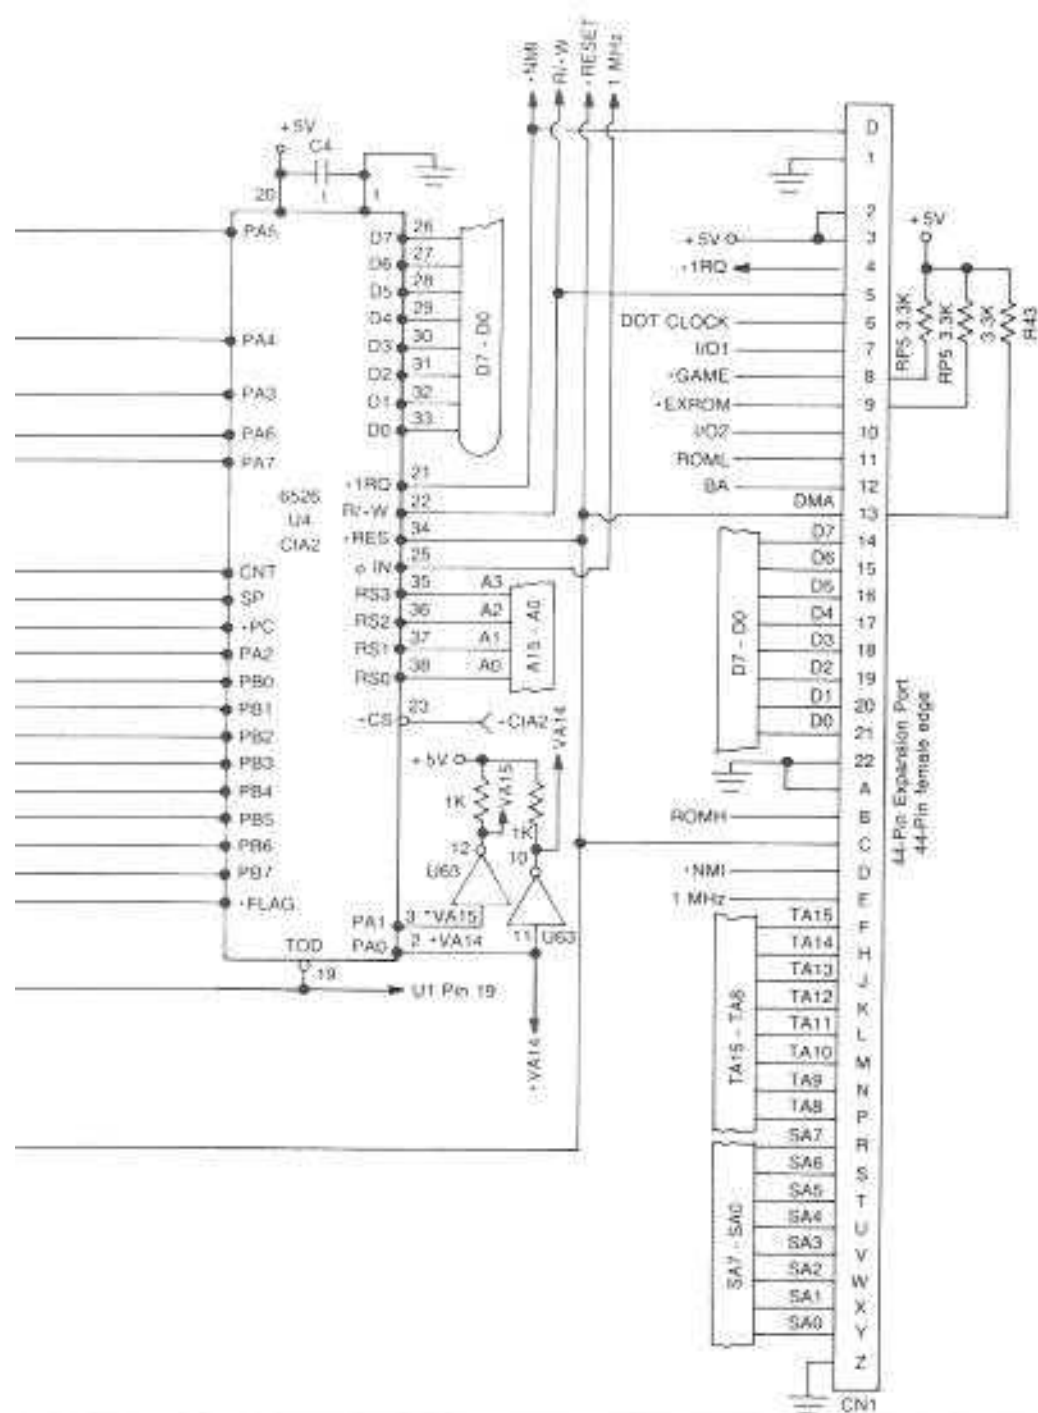 +NMI
R/+W
+RESET
1 MHz
+5V
C4
1
20
1
PA5
PA4
PA3
PA6
PA7
CNT
SP
+PC
PA2
PB0
PB1
PB2
PB3
PB4
PB5
PB6
PB7
+FLAG
6526
U4
CIA2
D7 26
D6 27
D5 28
D4 29
D3 30
D2 31
D1 32
D0 33
D7 - D0
+1RQ 21
R/+W 22
+RES 34
φ IN 25
RS3 35 A3
RS2 36 A2
RS1 37 A1
RS0 38 A0
A15 - A0
+CS 23 +CIA2
+5V
1K
VA15
1K
VA14
12
10
U63
PA1 3 *VA15
11 U63
PA0 2 +VA14
TOD
19
U1 Pin 19
+VA14
D
1
2
+5V 3
+1RQ 4
5
DOT CLOCK 6
I/O1 7
+GAME 8
+EXROM 9
I/O2 10
ROML 11
BA 12
DMA 13
D7 14
D6 15
D5 16
D4 17
D3 18
D2 19
D1 20
D0 21
D7 - D0
22
A
ROMH B
C
+NMI D
1 MHz E
TA15 F
TA14 H
TA13 J
TA12 K
TA11 L
TA10 M
TA9 N
TA8 P
TA15 - TA8
SA7 R
SA6 S
SA5 T
SA4 U
SA3 V
SA2 W
SA1 X
SA0 Y
SA7 - SA0
Z
CN1
+5V
RP5 3.3K
RP5 3.3K
3.3K
R43
44-Pin Expansion Port
44-Pin female edge